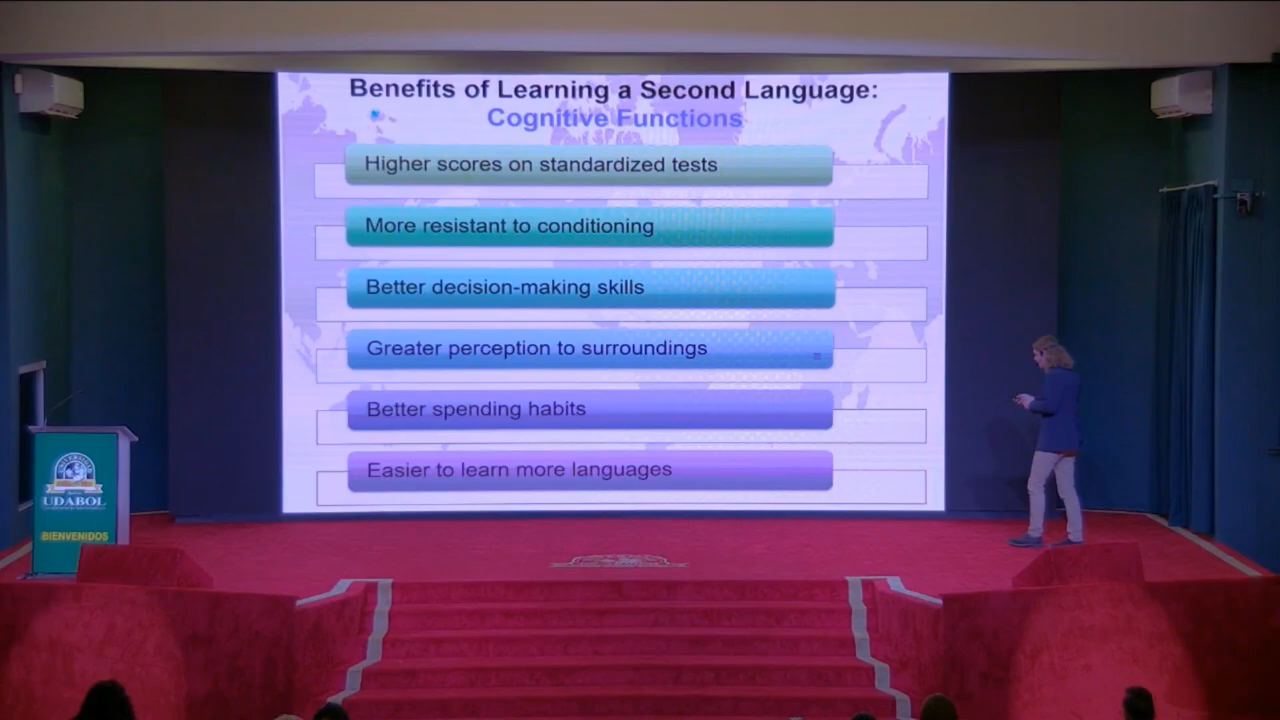 Benefits of Learning a Second Language:
Cognitive Functions
Higher scores on standardized tests
More resistant to conditioning
Better decision-making skills
Greater perception to surroundings
Better spending habits
Easier to learn more languages
UDABOL
BIENVENIDOS